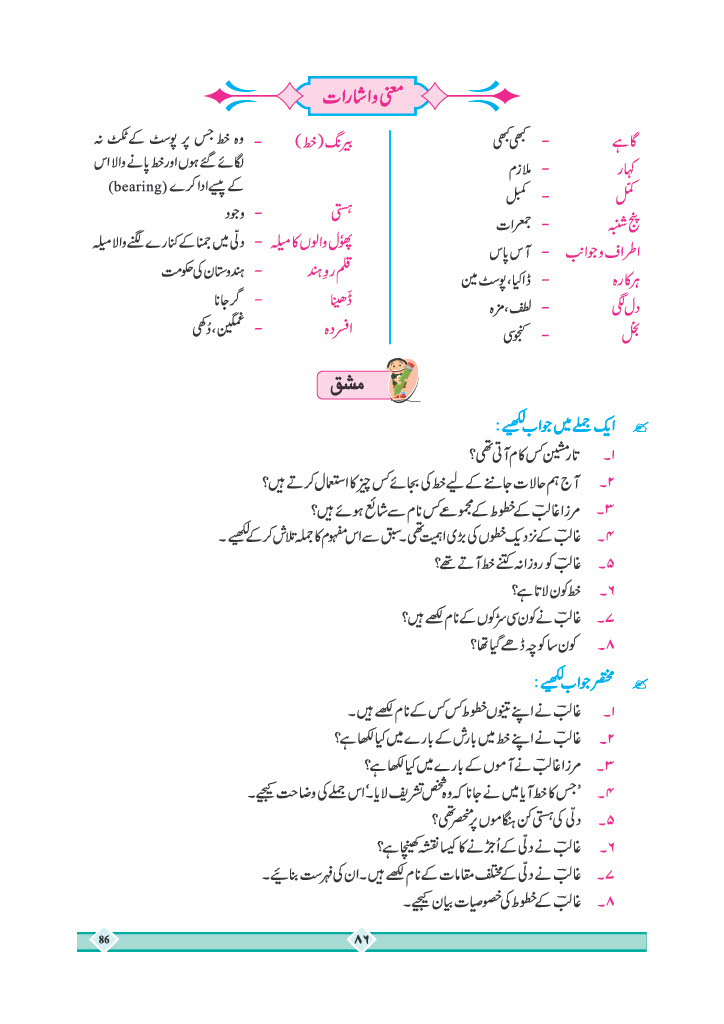 معنی و اشارات
گاہے - کبھی کبھی
کہار - ملازم
کمّل - کمبل
پنج شنبہ - جمعرات
اطراف و جوانب - آس پاس
ہرکارہ - ڈاکیا، پوسٹ مین
دل لگی - لطف، مزہ
بخل - کنجوسی
بیرنگ (خط) - وہ خط جس پر پوسٹ کے ٹکٹ نہ
لگائے گئے ہوں اور خط پانے والا اس
کے پیسے ادا کرے (bearing)
ہستی - وجود
پھوٗل والوں کا میلہ - دلّی میں جمنا کے کنارے لگنے والا میلہ
قلم روِ ہند - ہندوستان کی حکومت
ڈَھینا - گر جانا
افسردہ - غمگین، دُکھی
مشق
ایک جملے میں جواب لکھیے :
۱۔ تار مشین کس کام آتی تھی؟
۲۔ آج ہم حالات جاننے کے لیے خط کی بجائے کس چیز کا استعمال کرتے ہیں؟
۳۔ مرزا غالبؔ کے خطوط کے مجموعے کس نام سے شائع ہوئے ہیں؟
۴۔ غالبؔ کے نزدیک خطوں کی بڑی اہمیت تھی۔ سبق سے اس مفہوم کا جملہ تلاش کر کے لکھیے ۔
۵۔ غالبؔ کو روزانہ کتنے خط آتے تھے؟
۶۔ خط کون لاتا ہے؟
۷۔ غالبؔ نے کون سی سڑکوں کے نام لکھے ہیں؟
۸۔ کون سا کوچہ ڈھے گیا تھا؟
مختصر جواب لکھیے :
۱۔ غالبؔ نے اپنے تینوں خطوط کس کس کے نام لکھے ہیں۔
۲۔ غالبؔ نے اپنے خط میں بارش کے بارے میں کیا لکھا ہے؟
۳۔ مرزا غالبؔ نے آموں کے بارے میں کیا لکھا ہے؟
۴۔ ’جس کا خط آیا میں نے جانا کہ وہ شخص تشریف لایا۔‘ اس جملے کی وضاحت کیجیے۔
۵۔ دلّی کی ہستی کن ہنگاموں پر منحصر تھی؟
۶۔ غالبؔ نے دلّی کے اُجڑنے کا کیسا نقشہ کھینچا ہے؟
۷۔ غالبؔ نے دلّی کے مختلف مقامات کے نام لکھے ہیں۔ ان کی فہرست بنائیے۔
۸۔ غالبؔ کے خطوط کی خصوصیات بیان کیجیے۔
۸۶
86